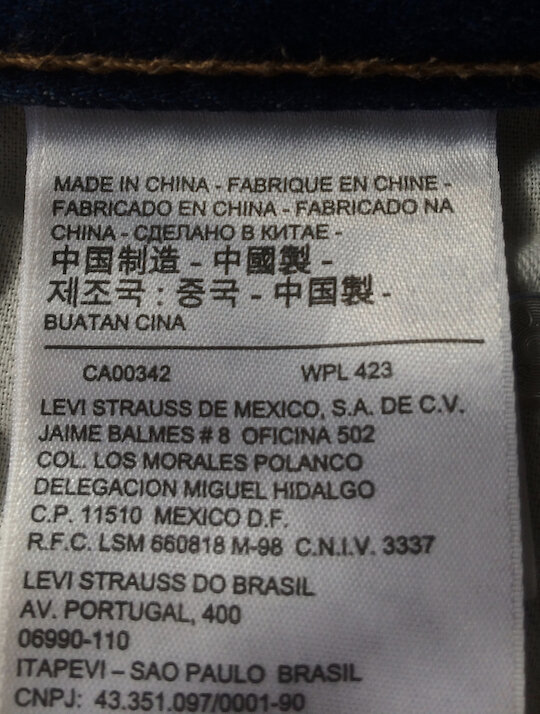 MADE IN CHINA - FABRIQUE EN CHINE -
FABRICADO EN CHINA - FABRICADO NA
CHINA - СДЕЛАНО В КИТАЕ -
中国制造 - 中國製 -
제조국 : 중국 - 中国製 -
BUATAN CINA
CA00342 WPL 423
LEVI STRAUSS DE MEXICO, S.A. DE C.V.
JAIME BALMES # 8 OFICINA 502
COL. LOS MORALES POLANCO
DELEGACION MIGUEL HIDALGO
C.P. 11510 MEXICO D.F.
R.F.C. LSM 660818 M-98 C.N.I.V. 3337
LEVI STRAUSS DO BRASIL
AV. PORTUGAL, 400
06990-110
ITAPEVI – SAO PAULO BRASIL
CNPJ: 43.351.097/0001-90